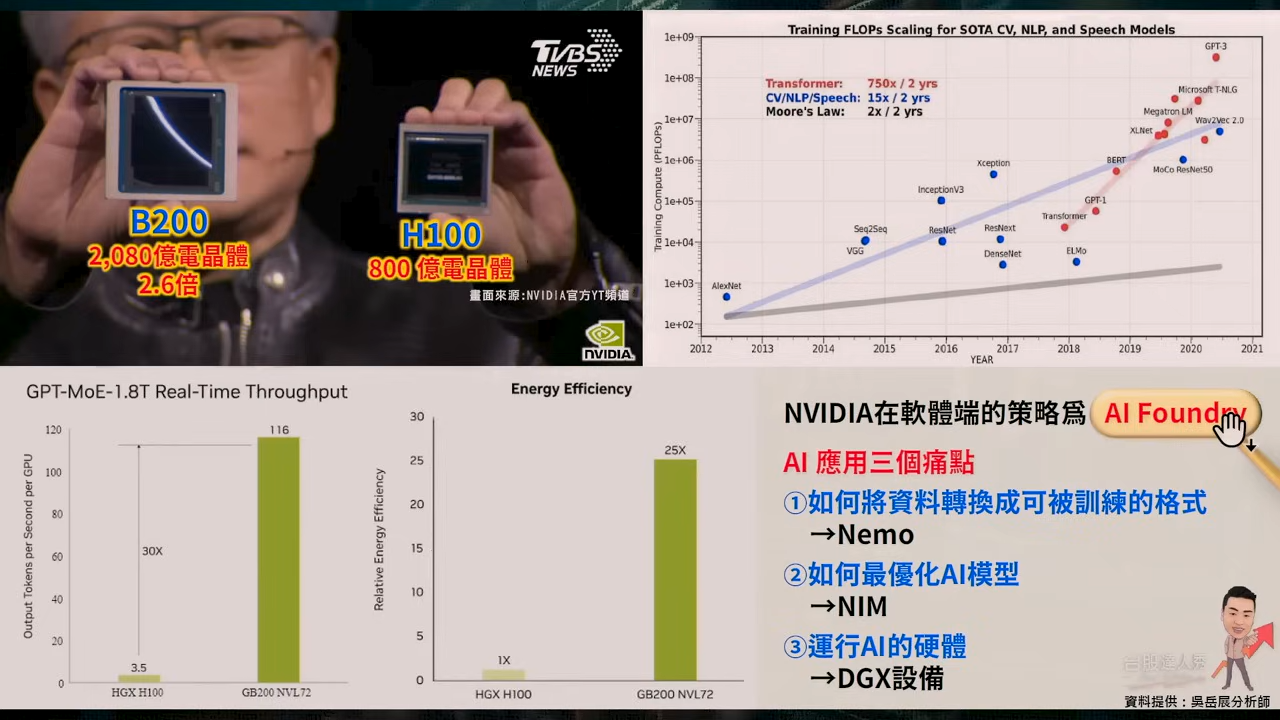 TVBS
NEWS
B200
2,080億電晶體
2.6倍
H100
800 億電晶體
畫面來源:NVIDIA官方YT頻道
NVIDIA.
Training FLOPs Scaling for SOTA CV, NLP, and Speech Models
Transformer: 750x / 2 yrs
CV/NLP/Speech: 15x / 2 yrs
Moore's Law: 2x / 2 yrs
Training Compute (PFLOPs)
1e+09
1e+08
1e+07
1e+06
1e+05
1e+04
1e+03
1e+02
GPT-3
Microsoft T-NLG
Megatron LM
Wav2Vec 2.0
XLNet
BERT
MoCo ResNet50
Xception
InceptionV3
GPT-1
Transformer
Seq2Seq
VGG
ResNet
ResNext
DenseNet
ELMo
AlexNet
2012 2013 2014 2015 2016 2017 2018 2019 2020 2021
YEAR
GPT-MoE-1.8T Real-Time Throughput
Output Tokens per Second per GPU
120
100
80
60
40
20
0
116
30X
3.5
HGX H100 GB200 NVL72
Energy Efficiency
Relative Energy Efficiency
30
25
20
15
10
5
0
25X
1X
HGX H100 GB200 NVL72
NVIDIA在軟體端的策略為 AI Foundry
AI 應用三個痛點
①如何將資料轉換成可被訓練的格式
→Nemo
②如何最優化AI模型
→NIM
③運行AI的硬體
→DGX設備
資料提供：吳岳展分析師